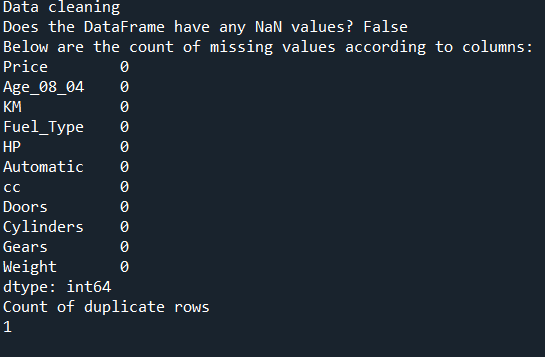 Data cleaning
Does the DataFrame have any NaN values? False
Below are the count of missing values according to columns:
Price         0
Age_08_04     0
KM            0
Fuel_Type     0
HP            0
Automatic     0
cc            0
Doors         0
Cylinders     0
Gears         0
Weight        0
dtype: int64
Count of duplicate rows
1